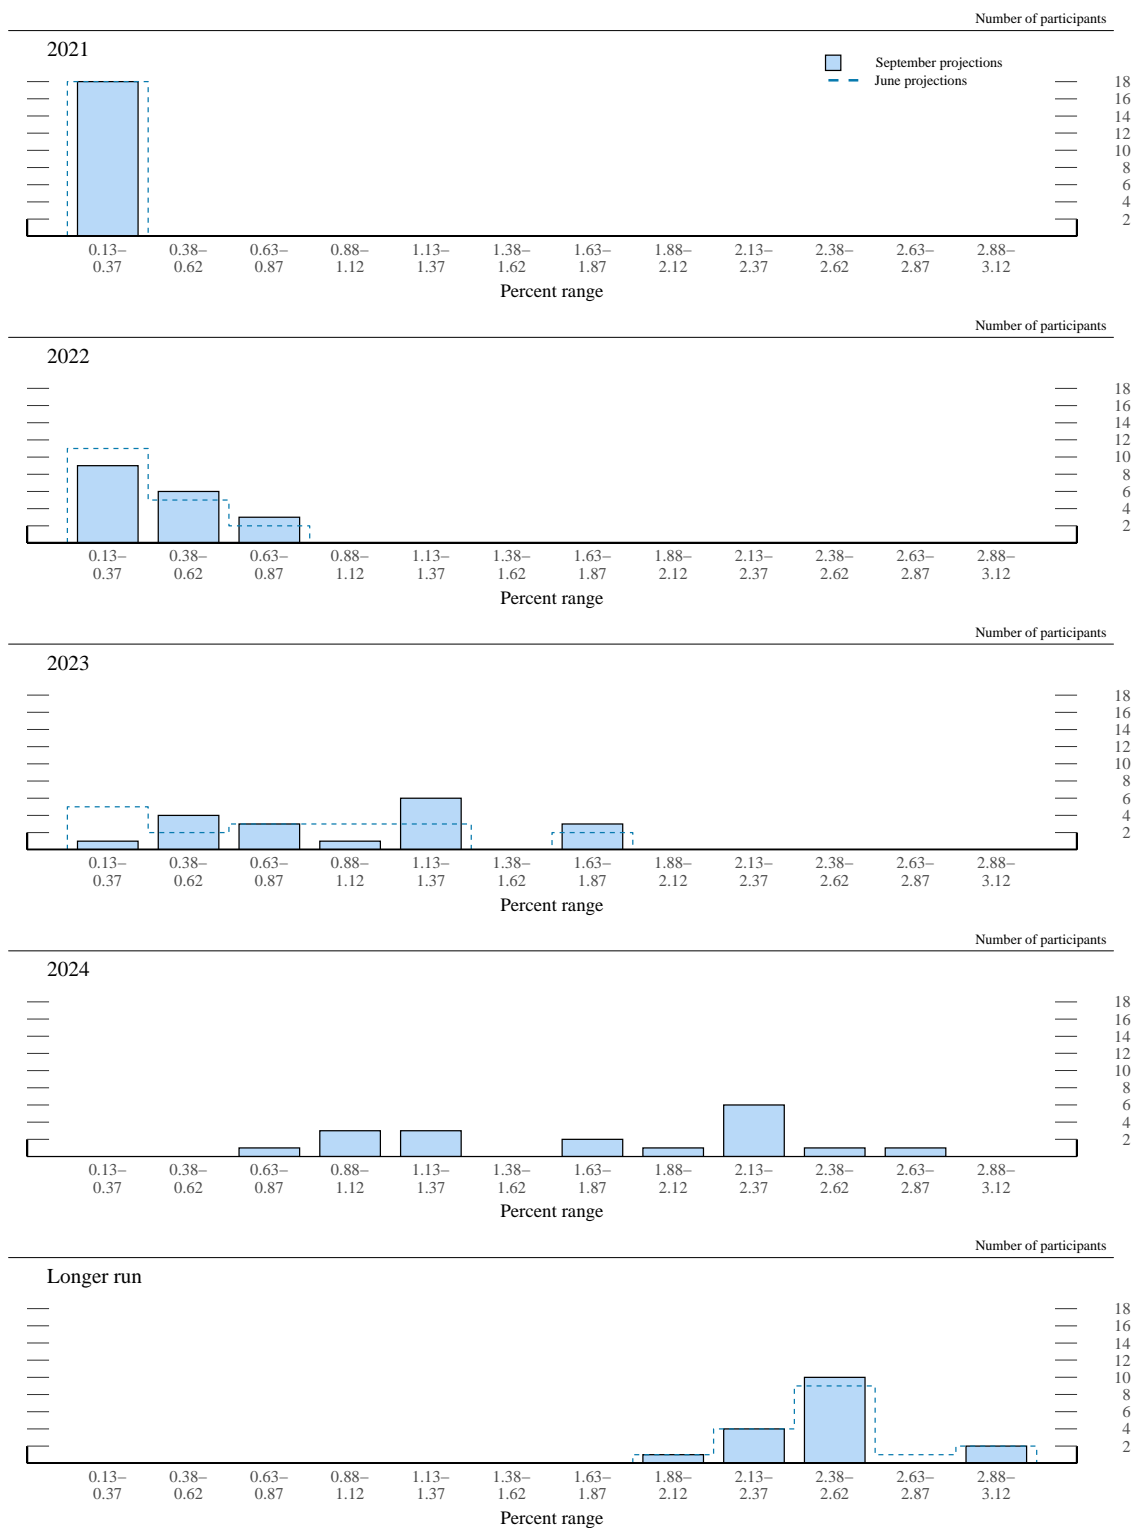 Number of participants
2021
September projections
June projections
18
16
14
12
10
8
6
4
2
0.13– 0.38– 0.63– 0.88– 1.13– 1.38– 1.63– 1.88– 2.13– 2.38– 2.63– 2.88–
0.37 0.62 0.87 1.12 1.37 1.62 1.87 2.12 2.37 2.62 2.87 3.12
Percent range
Number of participants
2022
18
16
14
12
10
8
6
4
2
0.13– 0.38– 0.63– 0.88– 1.13– 1.38– 1.63– 1.88– 2.13– 2.38– 2.63– 2.88–
0.37 0.62 0.87 1.12 1.37 1.62 1.87 2.12 2.37 2.62 2.87 3.12
Percent range
Number of participants
2023
18
16
14
12
10
8
6
4
2
0.13– 0.38– 0.63– 0.88– 1.13– 1.38– 1.63– 1.88– 2.13– 2.38– 2.63– 2.88–
0.37 0.62 0.87 1.12 1.37 1.62 1.87 2.12 2.37 2.62 2.87 3.12
Percent range
Number of participants
2024
18
16
14
12
10
8
6
4
2
0.13– 0.38– 0.63– 0.88– 1.13– 1.38– 1.63– 1.88– 2.13– 2.38– 2.63– 2.88–
0.37 0.62 0.87 1.12 1.37 1.62 1.87 2.12 2.37 2.62 2.87 3.12
Percent range
Number of participants
Longer run
18
16
14
12
10
8
6
4
2
0.13– 0.38– 0.63– 0.88– 1.13– 1.38– 1.63– 1.88– 2.13– 2.38– 2.63– 2.88–
0.37 0.62 0.87 1.12 1.37 1.62 1.87 2.12 2.37 2.62 2.87 3.12
Percent range